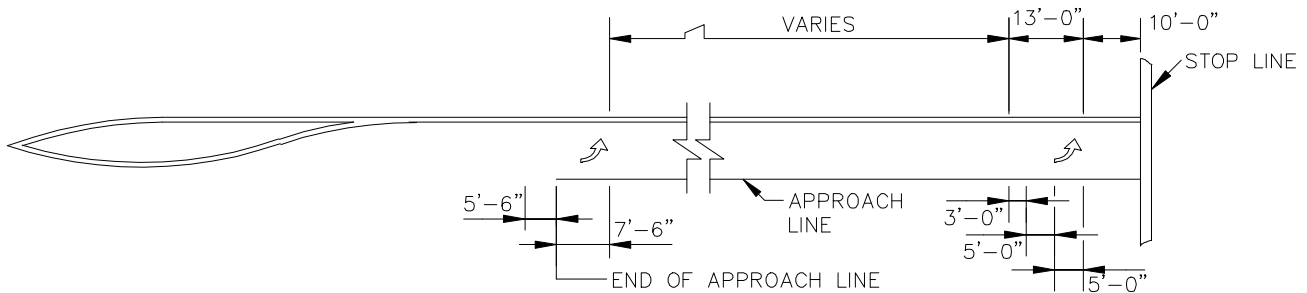 VARIES
13'-0"
10'-0"
STOP LINE
5'-6"
7'-6"
APPROACH
LINE
3'-0"
5'-0"
5'-0"
END OF APPROACH LINE